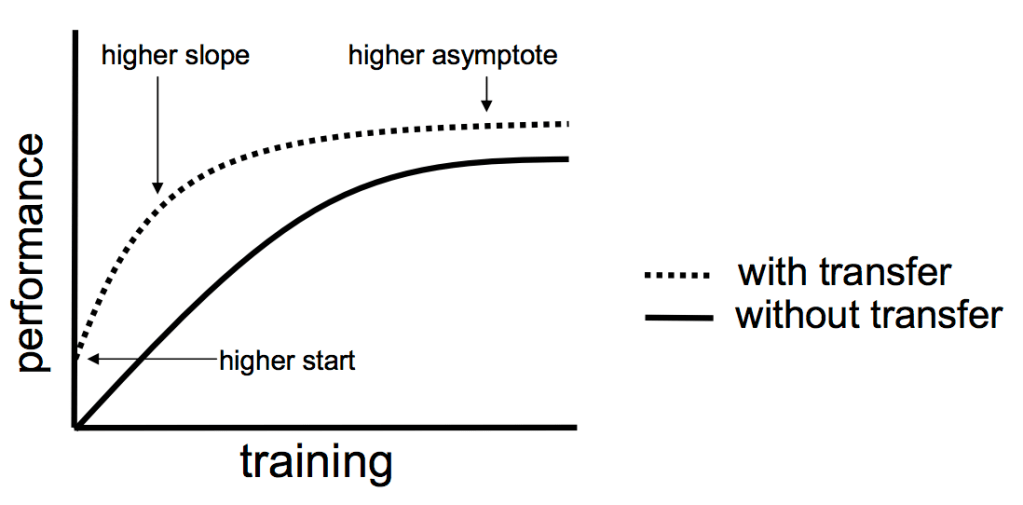 higher slope
higher asymptote
performance
with transfer
without transfer
higher start
training